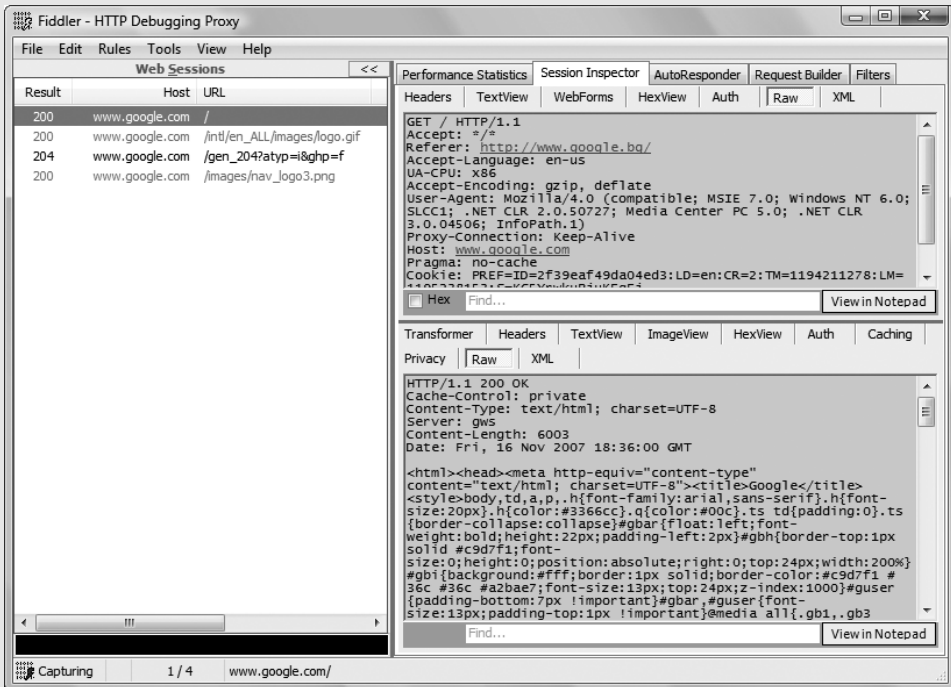 Fiddler - HTTP Debugging Proxy
File Edit Rules Tools View Help
Web Sessions <<
Result Host URL
200 www.google.com /
200 www.google.com /intl/en_ALL/images/logo.gif
204 www.google.com /gen_204?atyp=i&ghp=f
200 www.google.com /images/nav_logo3.png
Performance Statistics Session Inspector AutoResponder Request Builder Filters
Headers TextView WebForms HexView Auth Raw XML
GET / HTTP/1.1
Accept: */*
Referer: http://www.google.bg/
Accept-Language: en-us
UA-CPU: x86
Accept-Encoding: gzip, deflate
User-Agent: Mozilla/4.0 (compatible; MSIE 7.0; Windows NT 6.0;
SLCC1; .NET CLR 2.0.50727; Media Center PC 5.0; .NET CLR
3.0.04506; InfoPath.1)
Proxy-Connection: Keep-Alive
Host: www.google.com
Pragma: no-cache
Cookie: PREF=ID=2f39eaf49da04ed3:LD=en:CR=2:TM=1194211278:LM=
Hex Find... View in Notepad
Transformer Headers TextView ImageView HexView Auth Caching
Privacy Raw XML
HTTP/1.1 200 OK
Cache-Control: private
Content-Type: text/html; charset=UTF-8
Server: gws
Content-Length: 6003
Date: Fri, 16 Nov 2007 18:36:00 GMT
<html><head><meta http-equiv="content-type"
content="text/html; charset=UTF-8"><title>Google</title>
<style>body,td,a,p,.h{font-family:arial,sans-serif}.h{font-
size:20px}.h{color:#3366cc}.q{color:#00c}.ts td{padding:0}.ts
{border-collapse:collapse}#gbar{float:left;font-
weight:bold;height:22px;padding-left:2px}#gbh{border-top:1px
solid #c9d7f1;font-
size:0;height:0;position:absolute;right:0;top:24px;width:200%}
#gbi{background:#fff;border:1px solid;border-color:#c9d7f1 #
36c #36c #a2bae7;font-size:13px;top:24px;z-index:1000}#guser
{padding-bottom:7px !important}#gbar,#guser{font-
size:13px;padding-top:1px !important}@media all{.gb1,.gb3
Find... View in Notepad
Capturing 1 / 4 www.google.com/